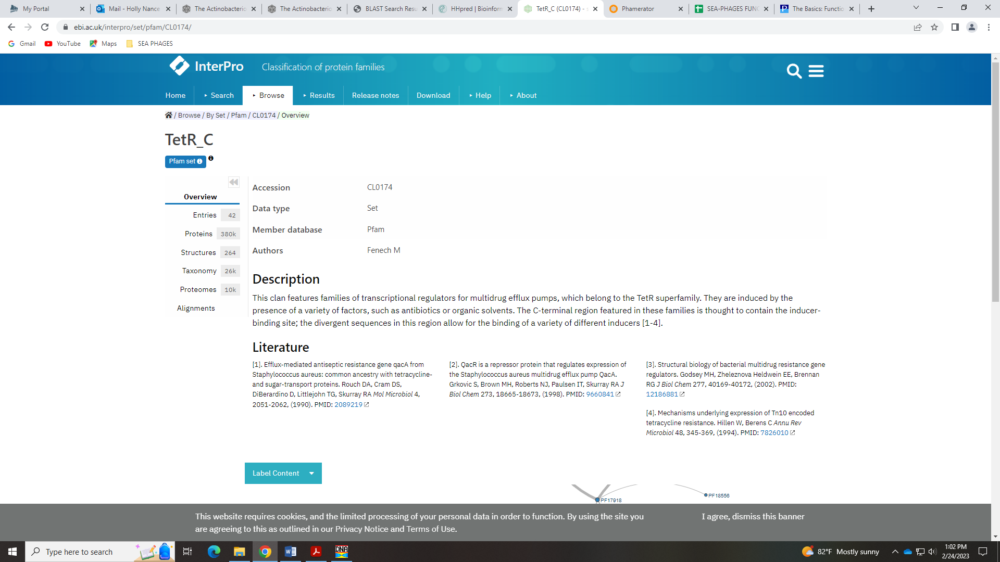 My Portal
Mail - Holly Nance
The Actinobacterio
The Actinobacterio
BLAST Search Resu
HHpred | Bioinform
TetR_C (CL0174) - s
Phamerator
SEA-PHAGES FUNC
The Basics: Functio
ebi.ac.uk/interpro/set/pfam/CL0174/
Gmail
YouTube
Maps
SEA PHAGES
InterPro
Classification of protein families
Home
Search
Browse
Results
Release notes
Download
Help
About
/ Browse / By Set / Pfam / CL0174 / Overview
TetR_C
Pfam set
Overview
Entries 42
Proteins 380k
Structures 264
Taxonomy 26k
Proteomes 10k
Alignments
Accession CL0174
Data type Set
Member database Pfam
Authors Fenech M
Description
This clan features families of transcriptional regulators for multidrug efflux pumps, which belong to the TetR superfamily. They are induced by the
presence of a variety of factors, such as antibiotics or organic solvents. The C-terminal region featured in these families is thought to contain the inducer-
binding site; the divergent sequences in this region allow for the binding of a variety of different inducers [1-4].
Literature
[1]. Efflux-mediated antiseptic resistance gene qacA from
Staphylococcus aureus: common ancestry with tetracycline-
and sugar-transport proteins. Rouch DA, Cram DS,
DiBerardino D, Littlejohn TG, Skurray RA Mol Microbiol 4,
2051-2062, (1990). PMID: 2089219
[2]. QacR is a repressor protein that regulates expression of
the Staphylococcus aureus multidrug efflux pump QacA.
Grkovic S, Brown MH, Roberts NJ, Paulsen IT, Skurray RA J
Biol Chem 273, 18665-18673, (1998). PMID: 9660841
[3]. Structural biology of bacterial multidrug resistance gene
regulators. Godsey MH, Zheleznova Heldwein EE, Brennan
RG J Biol Chem 277, 40169-40172, (2002). PMID:
12186881
[4]. Mechanisms underlying expression of Tn10 encoded
tetracycline resistance. Hillen W, Berens C Annu Rev
Microbiol 48, 345-369, (1994). PMID: 7826010
Label Content
PF18556
PF17918
This website requires cookies, and the limited processing of your personal data in order to function. By using the site you
are agreeing to this as outlined in our Privacy Notice and Terms of Use.
I agree, dismiss this banner
Type here to search
DNA
82°F Mostly sunny
1:02 PM
2/24/2023